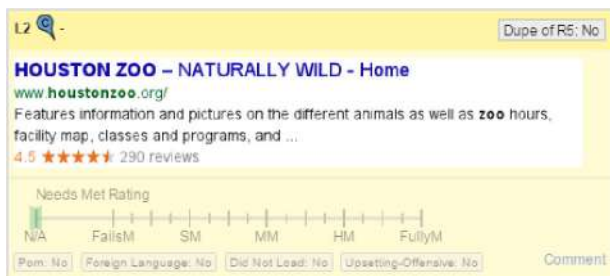 L2 C -
Dupe of R5: No
HOUSTON ZOO – NATURALLY WILD - Home
www.houstonzoo.org/
Features information and pictures on the different animals as well as zoo hours,
facility map, classes and programs, and ...
4.5 290 reviews
Needs Met Rating
N/A FailsM SM MM HM FullyM
Porn: No Foreign Language: No Did Not Load: No Upsetting-Offensive: No Comment